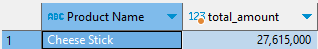 ABC Product Name 123 total_amount
1 Cheese Stick 27,615,000